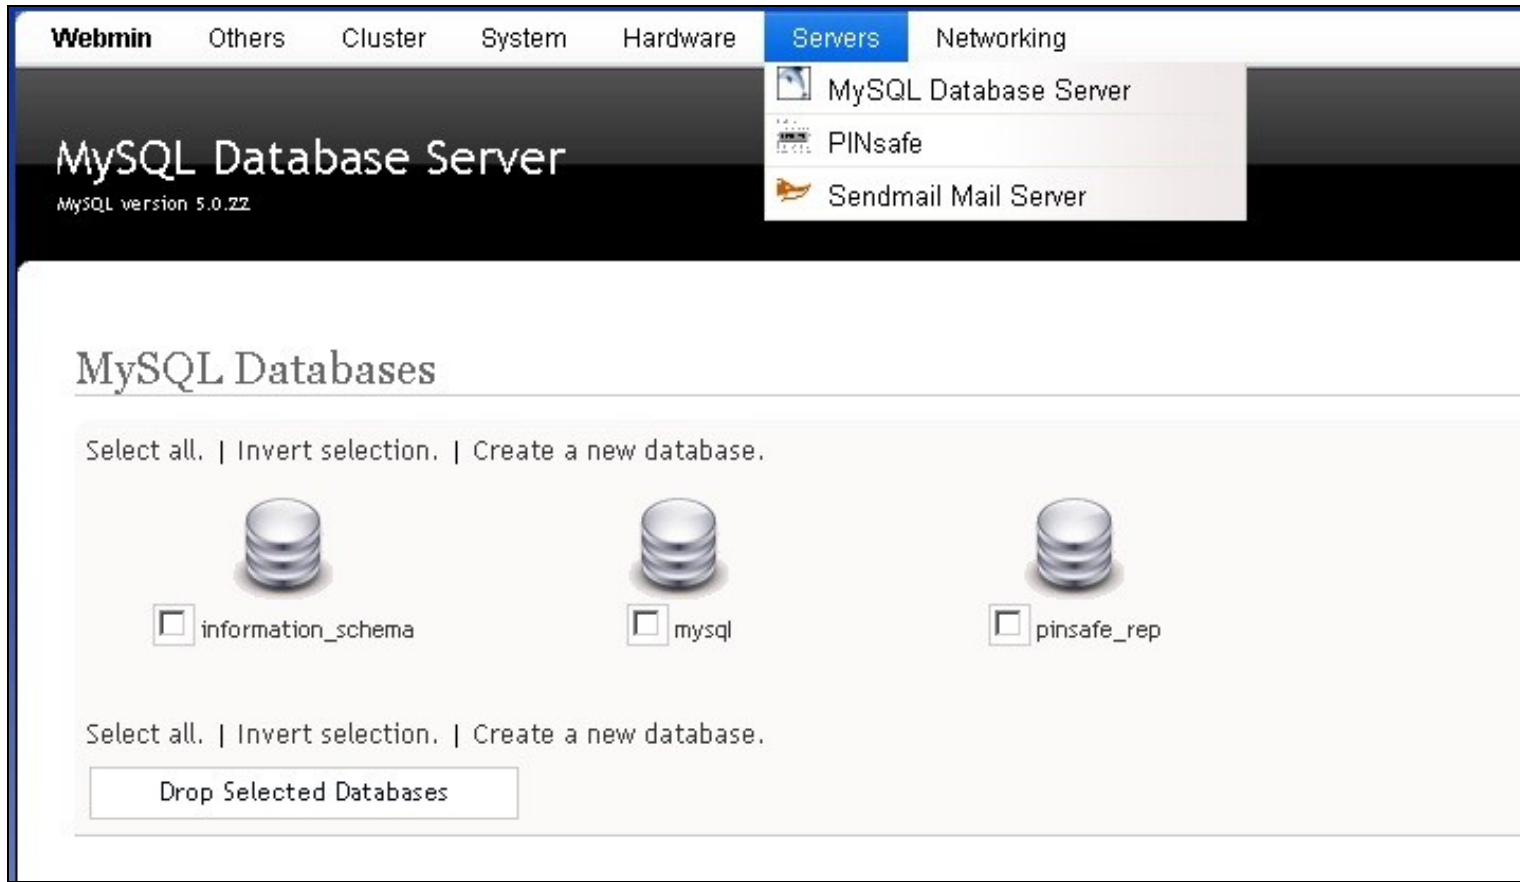 Webmin Others Cluster System Hardware Servers Networking
MySQL Database Server
PINsafe
Sendmail Mail Server
MySQL Database Server
MySQL version 5.0.22
MySQL Databases
Select all. | Invert selection. | Create a new database.
information_schema mysql pinsafe_rep
Select all. | Invert selection. | Create a new database.
Drop Selected Databases